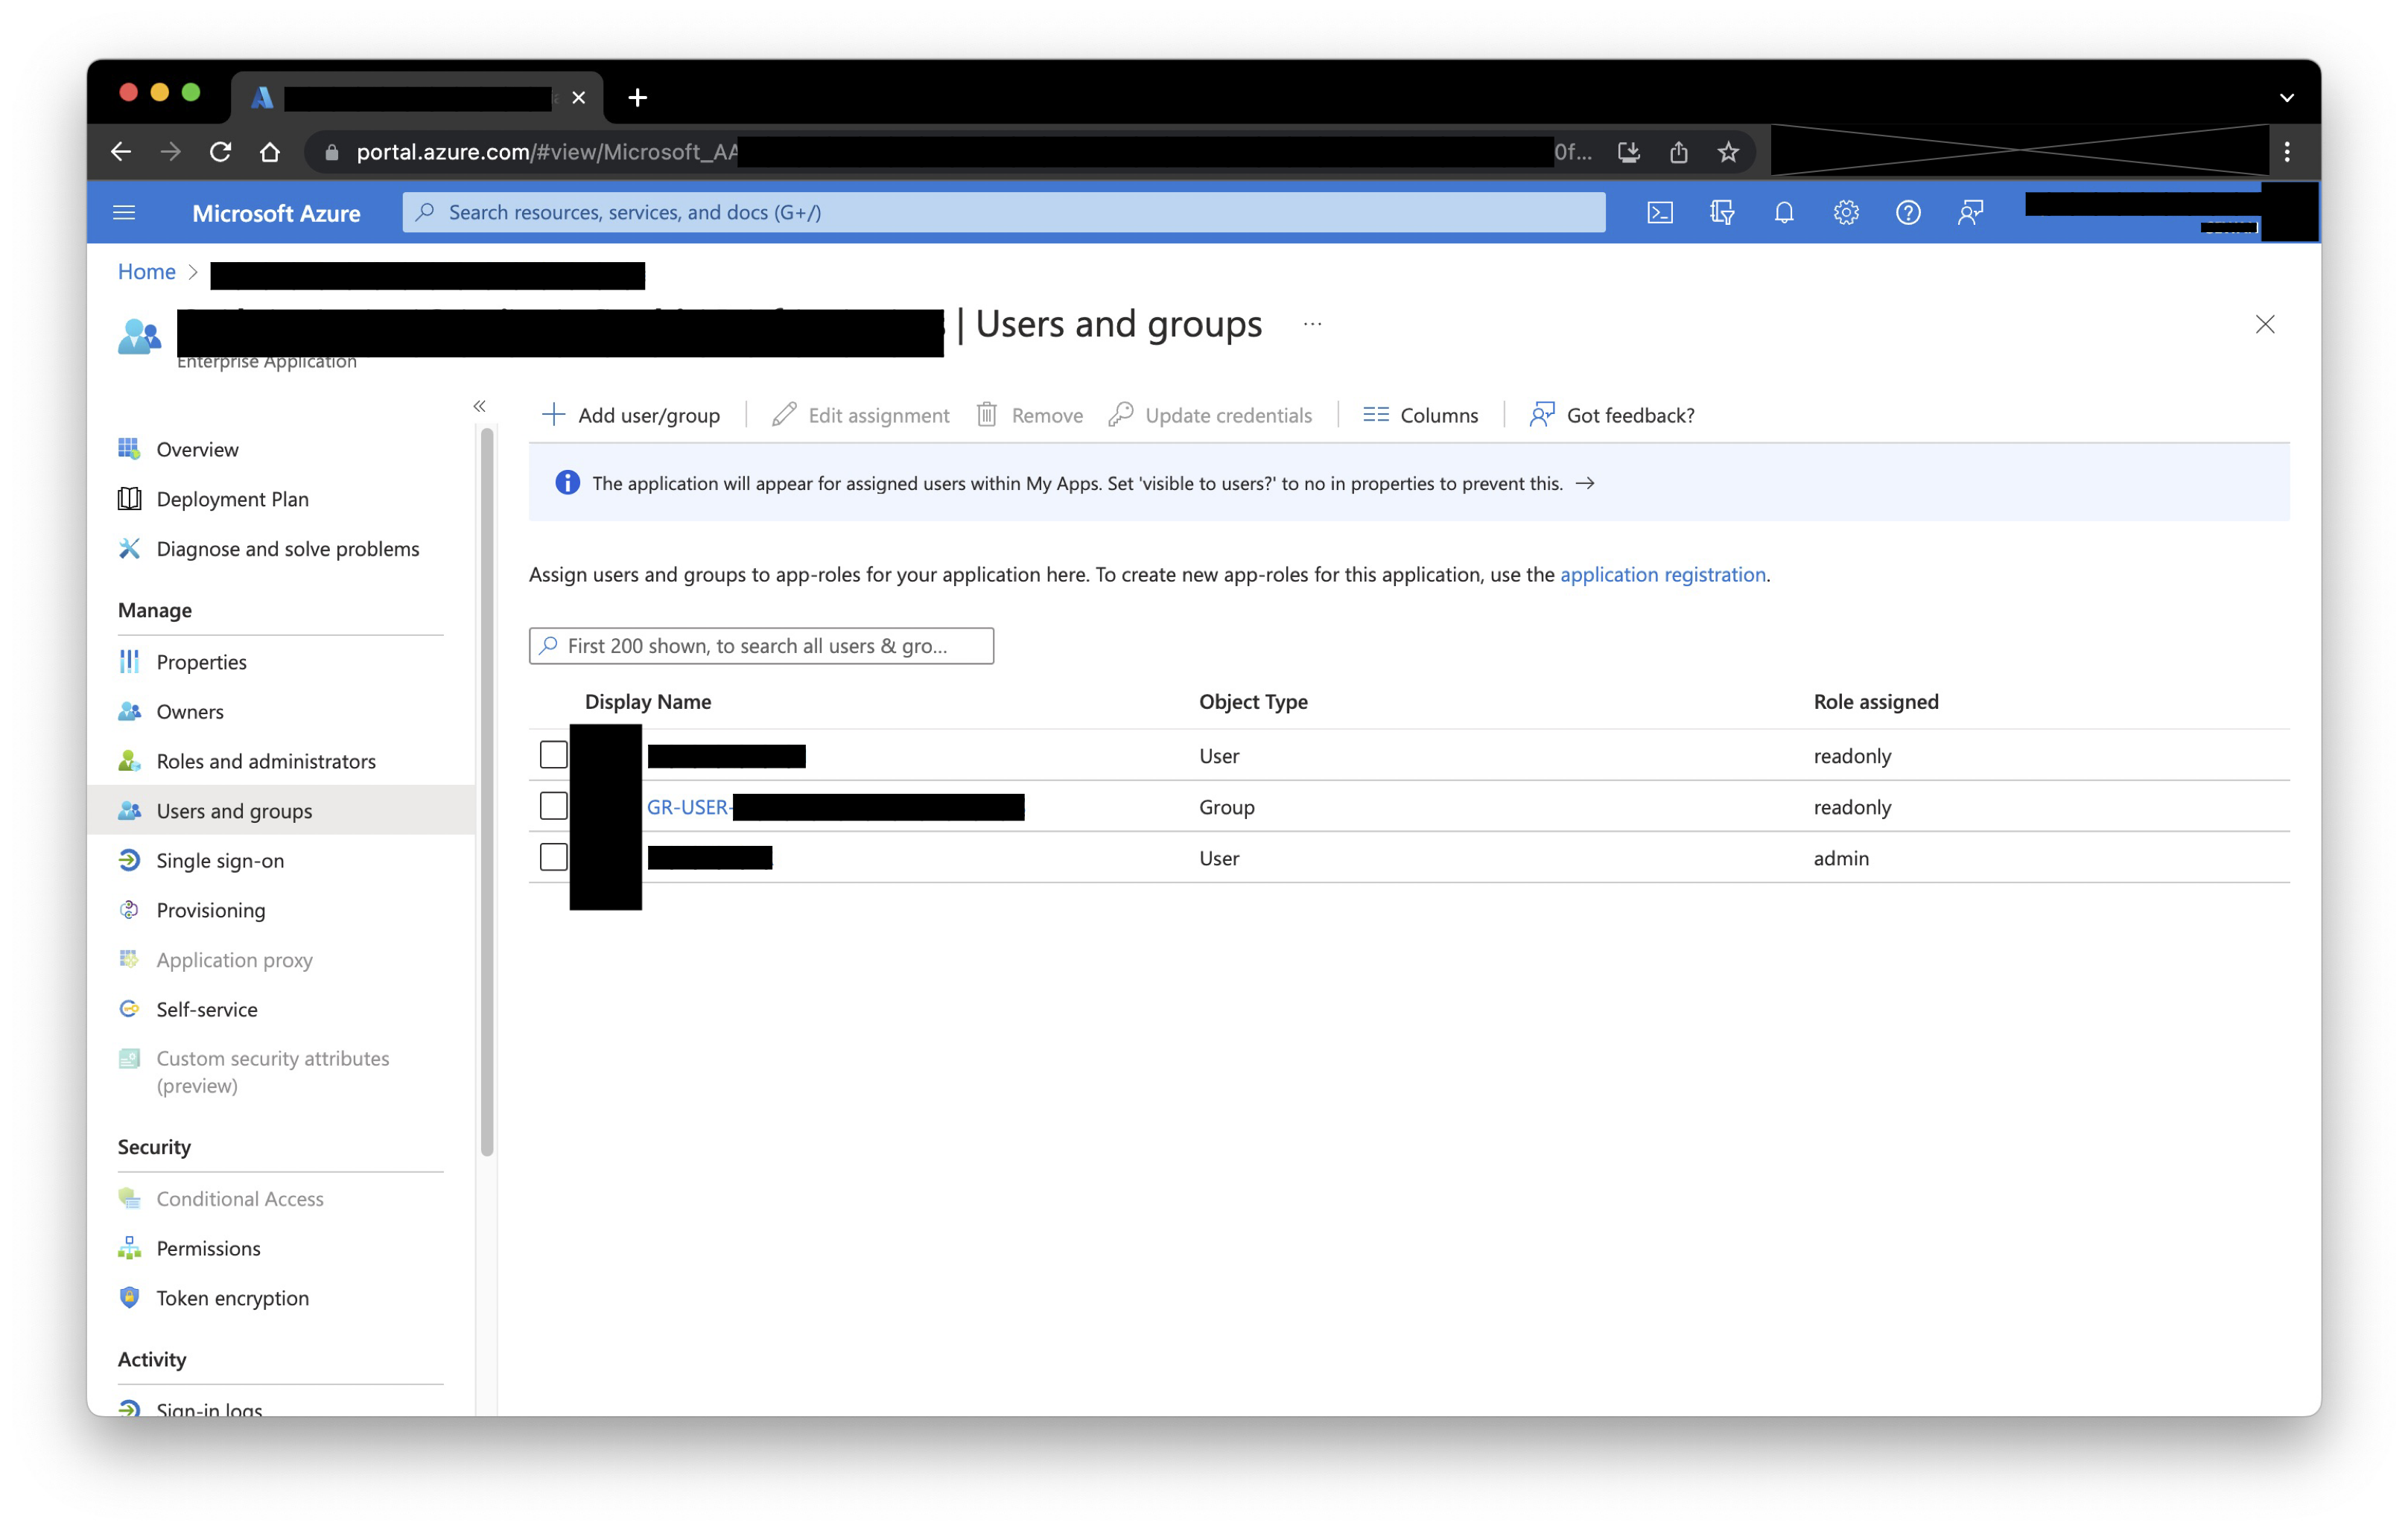 portal.azure.com/#view/Microsoft_AA
0f...
Microsoft Azure
Search resources, services, and docs (G+/)
Home >
| Users and groups ...
Enterprise Application
«
Add user/group
Edit assignment
Remove
Update credentials
Columns
Got feedback?
The application will appear for assigned users within My Apps. Set 'visible to users?' to no in properties to prevent this. →
Assign users and groups to app-roles for your application here. To create new app-roles for this application, use the application registration.
First 200 shown, to search all users & gro...
Display Name Object Type Role assigned
User readonly
GR-USER- Group readonly
User admin
Overview
Deployment Plan
Diagnose and solve problems
Manage
Properties
Owners
Roles and administrators
Users and groups
Single sign-on
Provisioning
Application proxy
Self-service
Custom security attributes
(preview)
Security
Conditional Access
Permissions
Token encryption
Activity
Sign-in logs